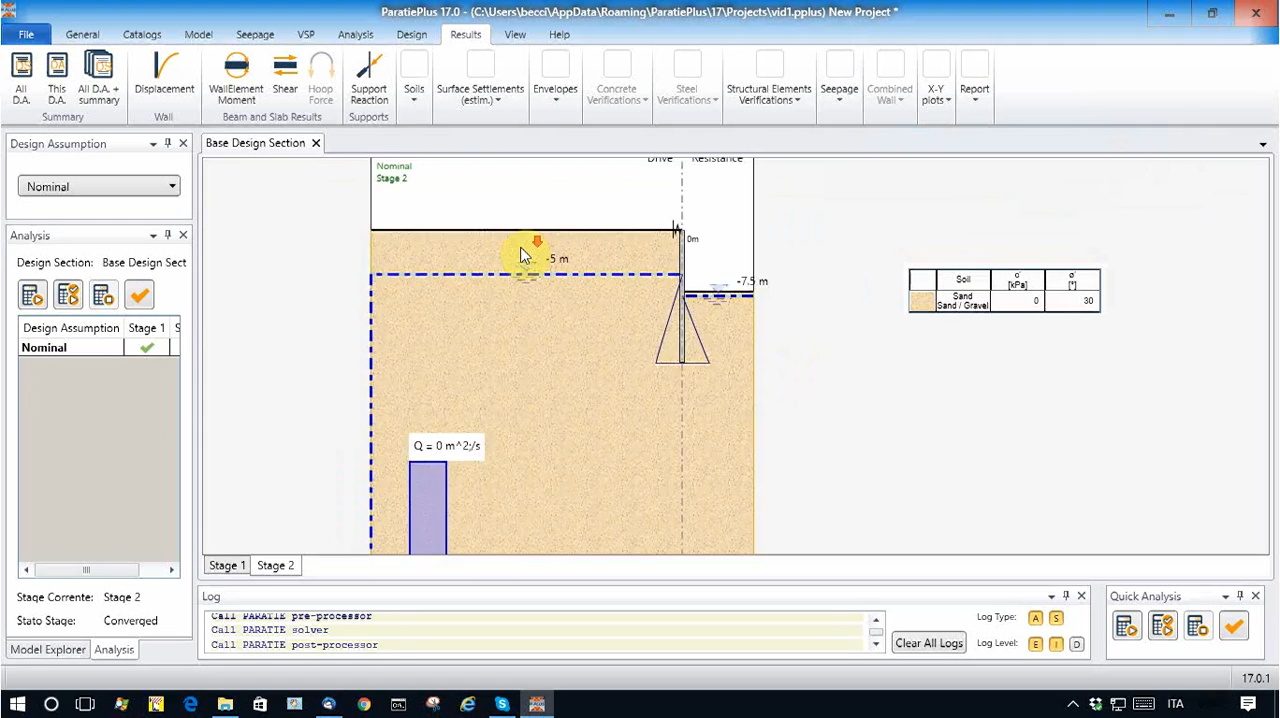 ParatiePlus 17.0 - (C:\Users\becci\AppData\Roaming\ParatiePlus\17\Projects\vid1.pplus) New Project *
File General Catalogs Model Seepage VSP Analysis Design Results View Help
All D.A. This D.A. All D.A. + summary Displacement WallElement Moment Shear Hoop Force Support Reaction Soils Surface Settlements (estim.) Envelopes Concrete Verifications Steel Verifications Structural Elements Verifications Seepage Combined Wall X-Y plots Report
Summary Wall Beam and Slab Results Supports
Design Assumption
Base Design Section
Nominal
Drive Resistance
Nominal
Stage 2
Analysis
0m
Design Section: Base Design Sect
-5 m
-7.5 m
Soil c' [kPa] ø' [°]
Sand Sand / Gravel 0 30
Design Assumption Stage 1 S
Nominal
Q = 0 m^2;/s
Stage 1 Stage 2
Stage Corrente: Stage 2
Stato Stage: Converged
Model Explorer Analysis
Log
Call PARATIE pre-processor
Call PARATIE solver
Call PARATIE post-processor
Clear All Logs
Log Type: A S
Log Level: E I D
Quick Analysis
17.0.1
ITA